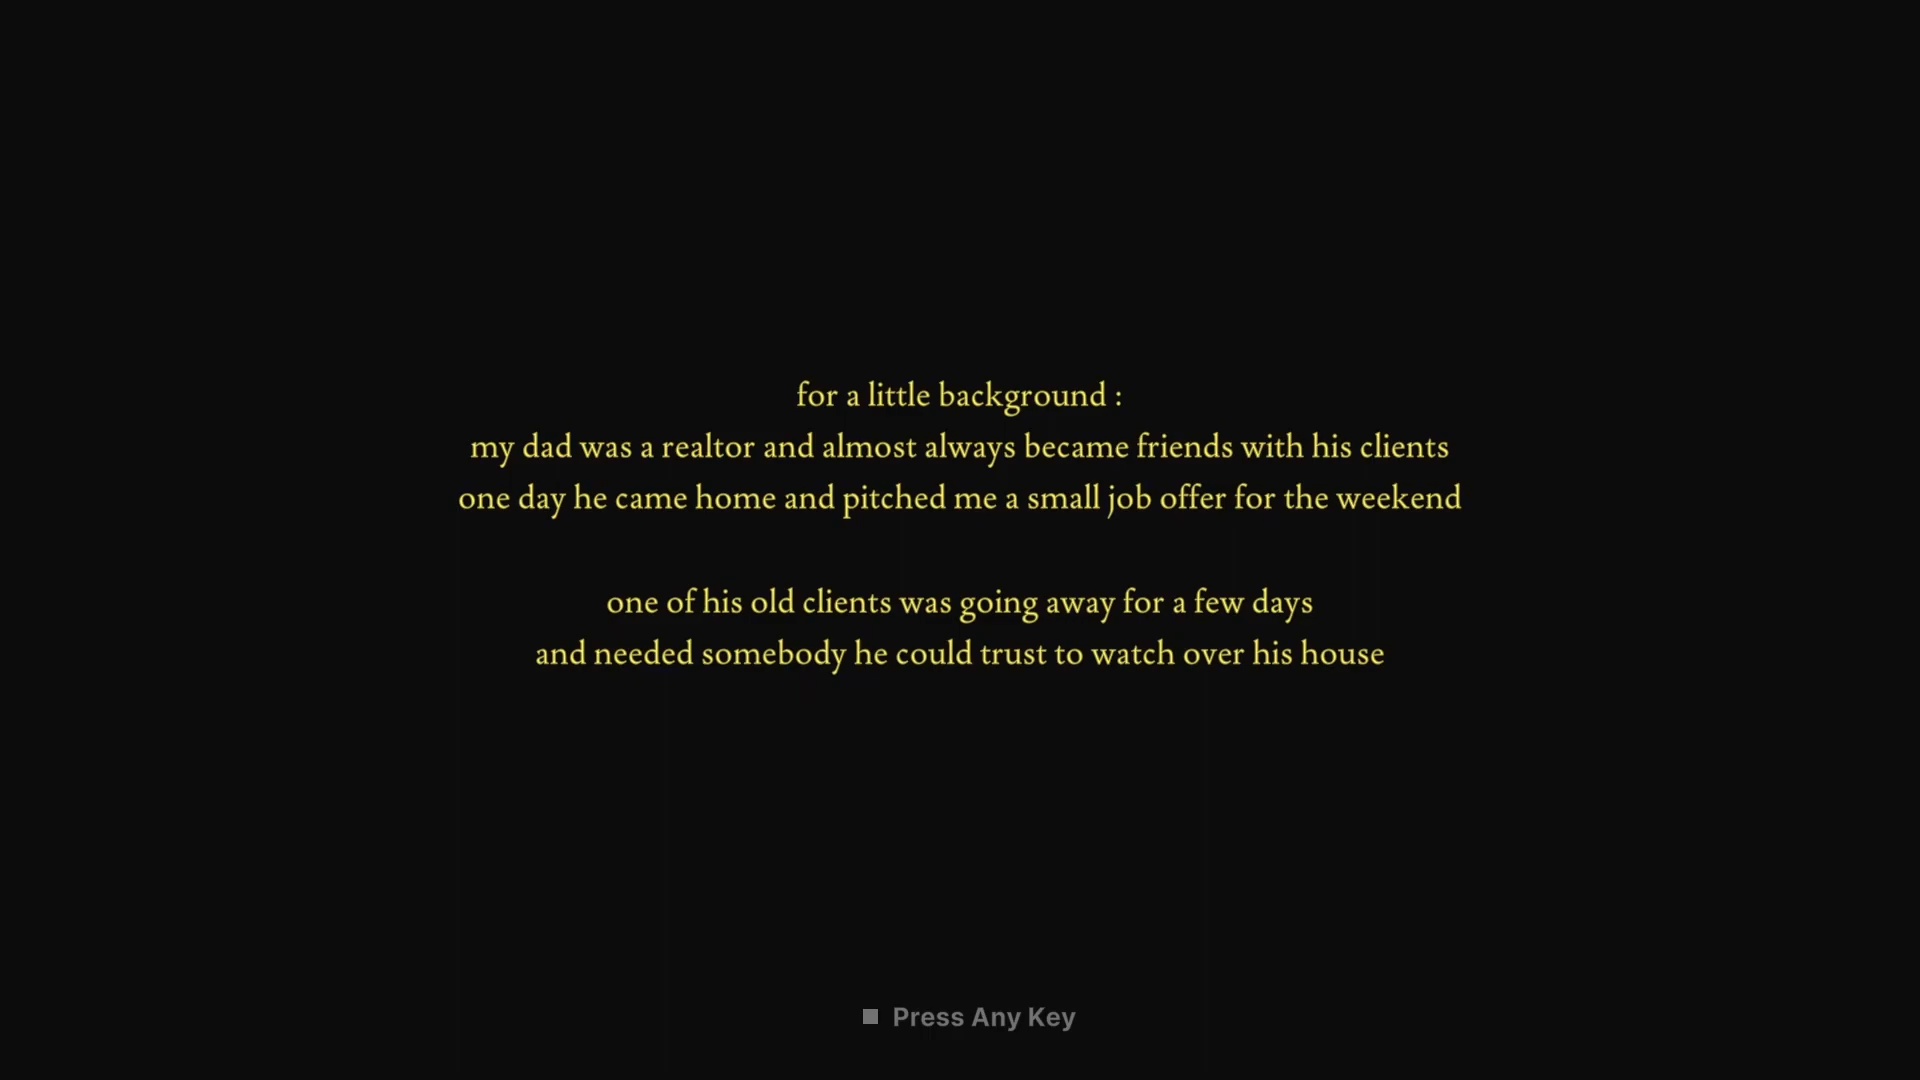 for a little background :
my dad was a realtor and almost always became friends with his clients
one day he came home and pitched me a small job offer for the weekend
one of his old clients was going away for a few days
and needed somebody he could trust to watch over his house
Press Any Key